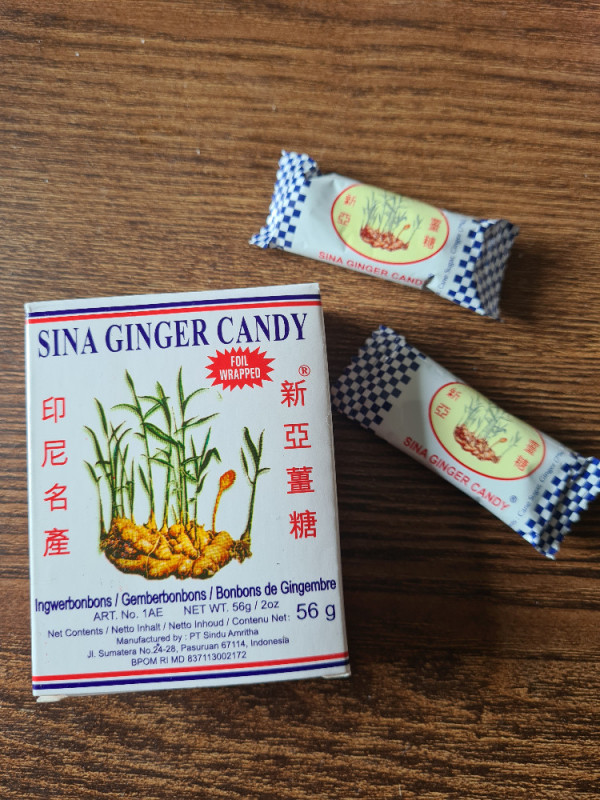 SINA GINGER CANDY
FOIL
WRAPPED
®
印尼名產
新亞薑糖
Ingwerbonbons / Gemberbonbons / Bonbons de Gingembre
ART. No. 1AE NET WT. 56g / 2oz
Net Contents / Netto Inhalt / Netto Inhoud / Contenu Net: 56 g
Manufactured by : PT Sindu Amritha
Jl. Sumatera No.24-28, Pasuruan 67114, Indonesia
BPOM RI MD 837113002172
新亞
薑糖
SINA GINGER CANDY
新亞
薑糖
SINA GINGER CANDY
®